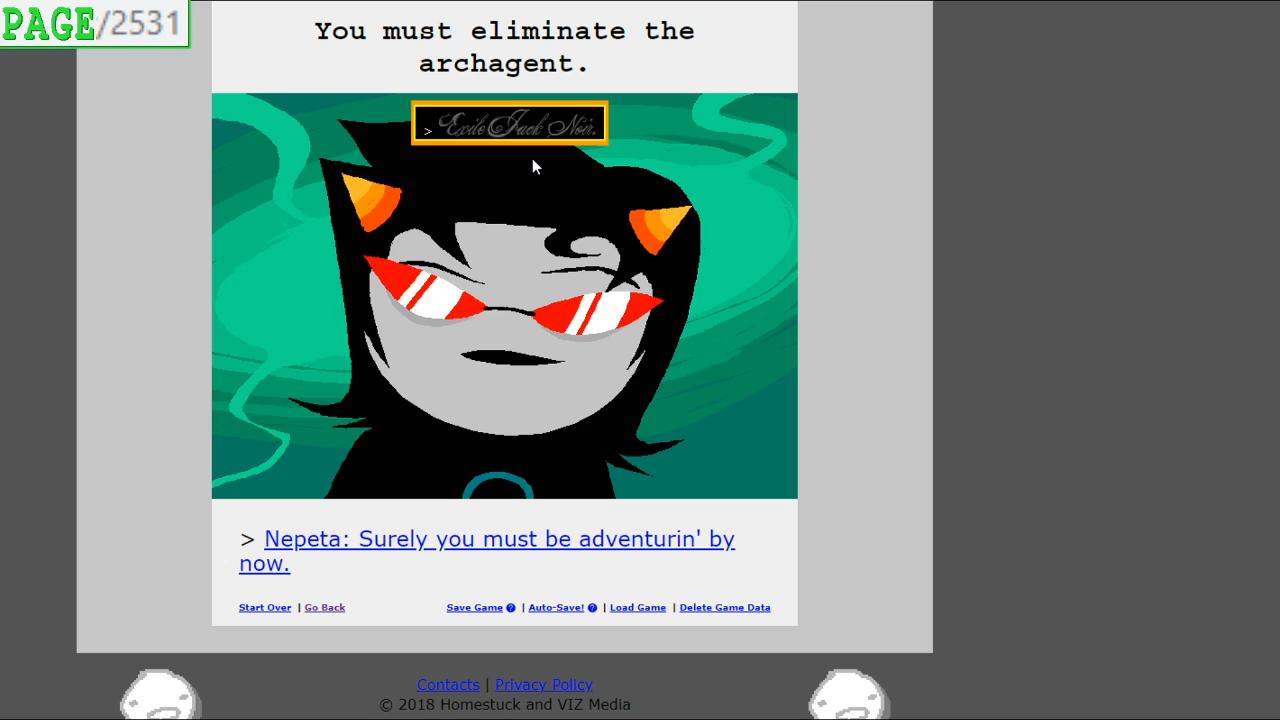 PAGE/2531
You must eliminate the
archagent.
> Exile Jack Noir.
> Nepeta: Surely you must be adventurin' by
now.
Start Over | Go Back Save Game ? | Auto-Save! ? | Load Game | Delete Game Data
Contacts | Privacy Policy
© 2018 Homestuck and VIZ Media